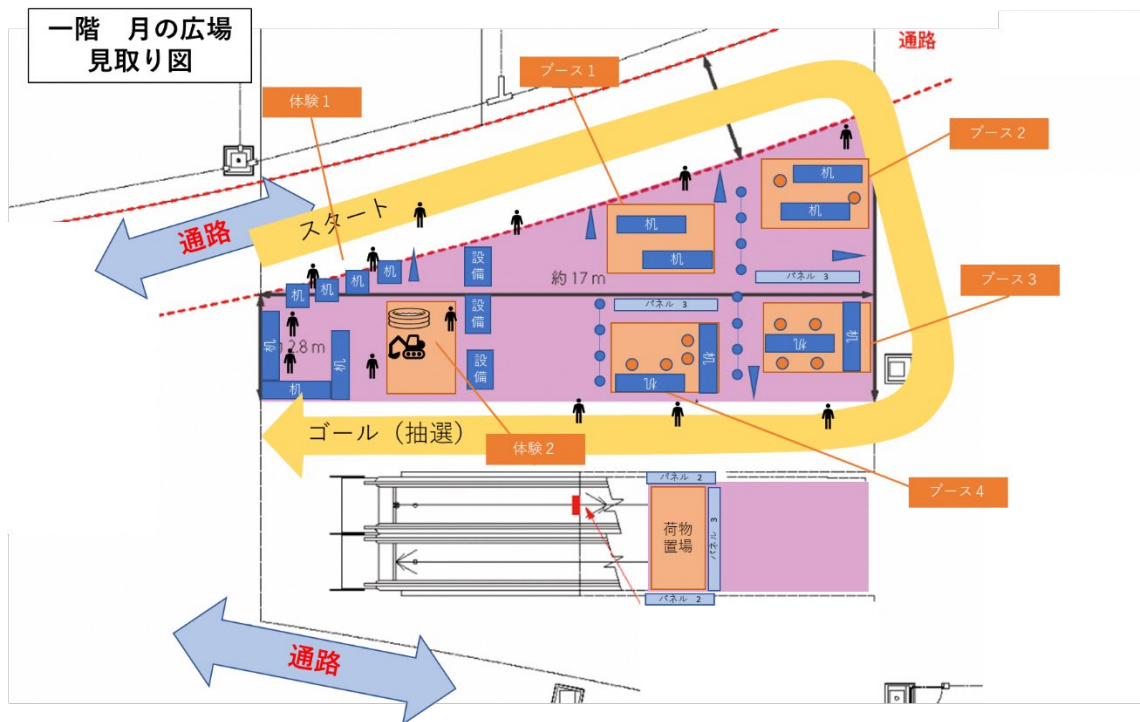 一階　月の広場
見取り図
通路
ブース１
体験１
ブース２
机
机
スタート
通路
机
机
設備
机
机
机
机
約 17 m
パネル　3
ブース３
設備
パネル　3
机
2.8 m
机
机
机
机
机
設備
机
机
ゴール（抽選）
体験２
ブース４
パネル　2
荷物
置場
パネル　3
パネル　2
通路